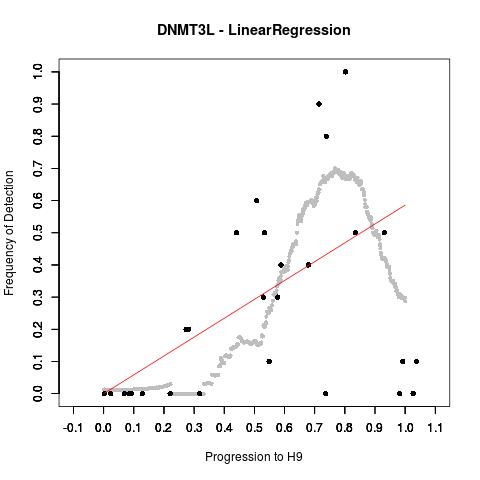 DNMT3L - LinearRegression
Frequency of Detection
1.0
0.9
0.8
0.7
0.6
0.5
0.4
0.3
0.2
0.1
0.0
-0.1 0.0 0.1 0.2 0.3 0.4 0.5 0.6 0.7 0.8 0.9 1.0 1.1
Progression to H9